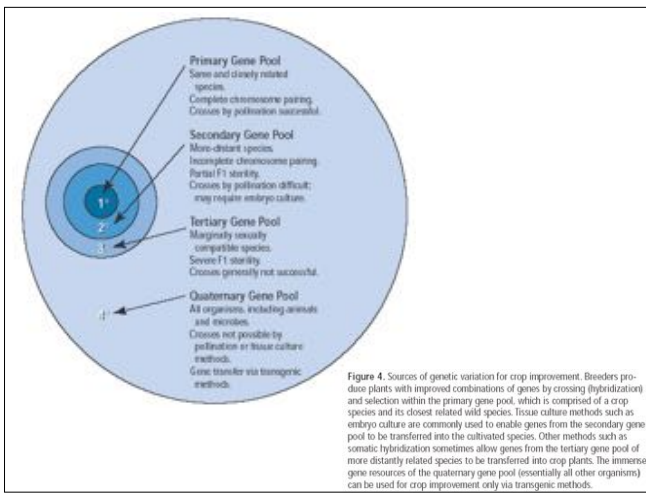 Primary Gene Pool
Same and closely related
species.
Complete chromosome pairing.
Crosses by pollination successful.
Secondary Gene Pool
More-distant species.
Incomplete chromosome pairing.
Partial F1 sterility.
Crosses by pollination difficult;
may require embryo culture.
Tertiary Gene Pool
Marginally sexually
compatible species.
Severe F1 sterility.
Crosses generally not successful.
Quaternary Gene Pool
All organisms, including animals
and microbes.
Crosses not possible by
pollination or tissue culture
methods.
Gene transfer via transgenic
methods.
1°
2°
3°
4°
Figure 4. Sources of genetic variation for crop improvement. Breeders pro-
duce plants with improved combinations of genes by crossing (hybridization)
and selection within the primary gene pool, which is comprised of a crop
species and its closest related wild species. Tissue culture methods such as
embryo culture are commonly used to enable genes from the secondary gene
pool to be transferred into the cultivated species. Other methods such as
somatic hybridization sometimes allow genes from the tertiary gene pool of
more distantly related species to be transferred into crop plants. The immense
gene resources of the quaternary gene pool (essentially all other organisms)
can be used for crop improvement only via transgenic methods.